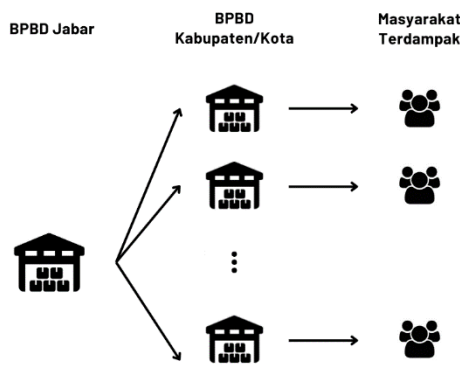 BPBD Jabar
BPBD
Kabupaten/Kota
Masyarakat
Terdampak